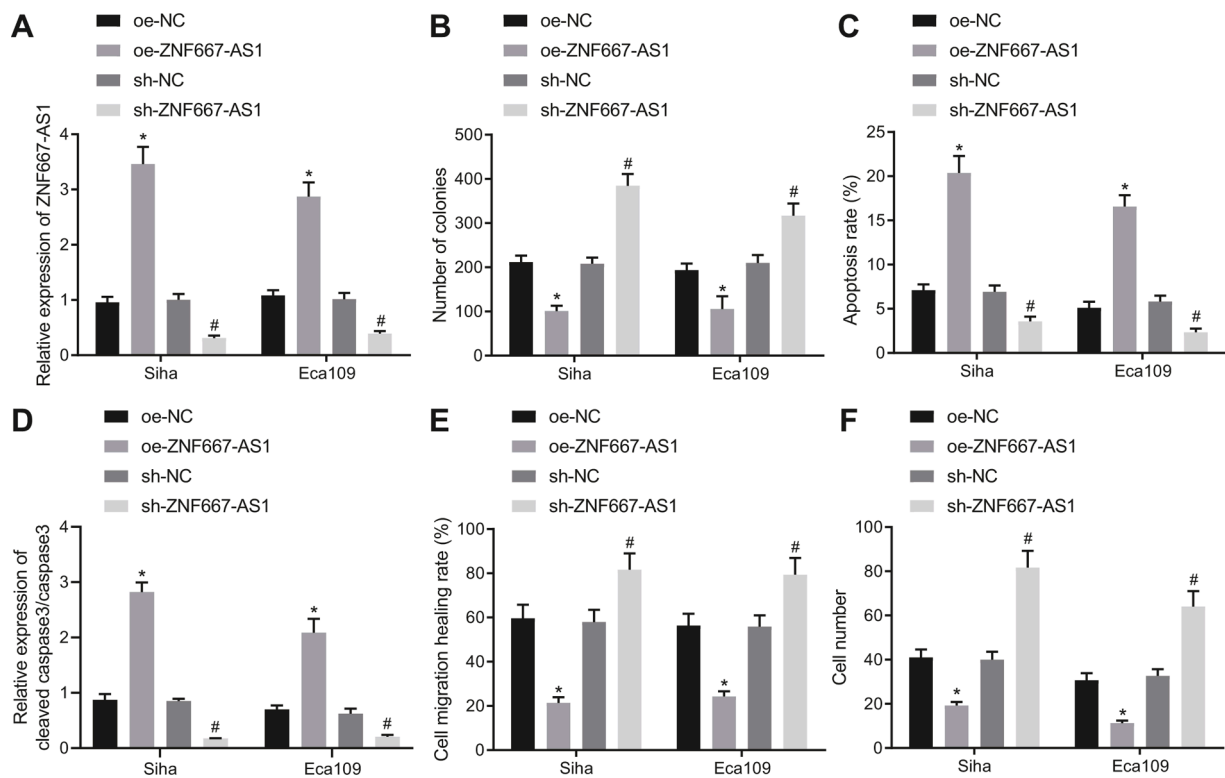 A
oe-NC
oe-ZNF667-AS1
sh-NC
sh-ZNF667-AS1
Relative expression of ZNF667-AS1
4
3
2
1
0
*
#
*
#
Siha
Eca109
B
oe-NC
oe-ZNF667-AS1
sh-NC
sh-ZNF667-AS1
Number of colonies
500
400
300
200
100
0
*
#
*
#
Siha
Eca109
C
oe-NC
oe-ZNF667-AS1
sh-NC
sh-ZNF667-AS1
Apoptosis rate (%)
25
20
15
10
5
0
*
#
*
#
Siha
Eca109
D
oe-NC
oe-ZNF667-AS1
sh-NC
sh-ZNF667-AS1
Relative expression of
cleaved caspase3/caspase3
4
3
2
1
0
*
#
*
#
Siha
Eca109
E
oe-NC
oe-ZNF667-AS1
sh-NC
sh-ZNF667-AS1
Cell migration healing rate (%)
100
80
60
40
20
0
*
#
*
#
Siha
Eca109
F
oe-NC
oe-ZNF667-AS1
sh-NC
sh-ZNF667-AS1
Cell number
100
80
60
40
20
0
*
#
*
#
Siha
Eca109